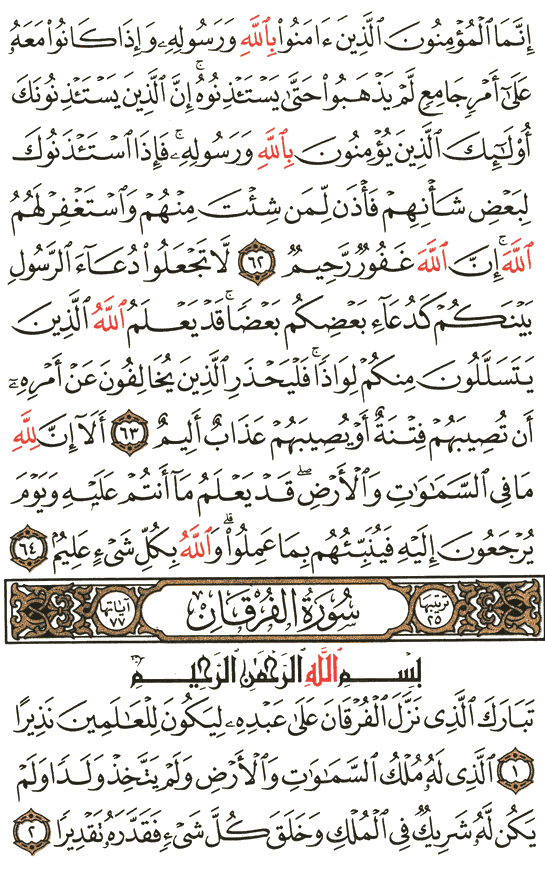 إِنَّمَا ٱلْمُؤْمِنُونَ ٱلَّذِينَ ءَامَنُوا۟ بِٱللَّهِ وَرَسُولِهِۦ وَإِذَا كَانُوا۟ مَعَهُۥ
عَلَىٰٓ أَمْرٍ جَامِعٍ لَّمْ يَذْهَبُوا۟ حَتَّىٰ يَسْتَـْٔذِنُوهُ ۚ إِنَّ ٱلَّذِينَ يَسْتَـْٔذِنُونَكَ
أُو۟لَـٰٓئِكَ ٱلَّذِينَ يُؤْمِنُونَ بِٱللَّهِ وَرَسُولِهِۦ ۚ فَإِذَا ٱسْتَـْٔذَنُوكَ
لِبَعْضِ شَأْنِهِمْ فَأْذَن لِّمَن شِئْتَ مِنْهُمْ وَٱسْتَغْفِرْ لَهُمُ
ٱللَّهَ ۚ إِنَّ ٱللَّهَ غَفُورٌ رَّحِيمٌ ٦٢ لَّا تَجْعَلُوا۟ دُعَآءَ ٱلرَّسُولِ
بَيْنَكُمْ كَدُعَآءِ بَعْضِكُم بَعْضًا ۚ قَدْ يَعْلَمُ ٱللَّهُ ٱلَّذِينَ
يَتَسَلَّلُونَ مِنكُمْ لِوَاذًا ۚ فَلْيَحْذَرِ ٱلَّذِينَ يُخَالِفُونَ عَنْ أَمْرِهِۦٓ
أَن تُصِيبَهُمْ فِتْنَةٌ أَوْ يُصِيبَهُمْ عَذَابٌ أَلِيمٌ ٦٣ أَلَآ إِنَّ لِلَّهِ
مَا فِى ٱلسَّمَـٰوَٰتِ وَٱلْأَرْضِ ۖ قَدْ يَعْلَمُ مَآ أَنتُمْ عَلَيْهِ وَيَوْمَ
يُرْجَعُونَ إِلَيْهِ فَيُنَبِّئُهُم بِمَا عَمِلُوا۟ ۗ وَٱللَّهُ بِكُلِّ شَىْءٍ عَلِيمٌۢ ٦٤
ترتيبها ٢٥ سُورَةُ الْفُرْقَانِ آياتها ٧٧
بِسْمِ ٱللَّهِ ٱلرَّحْمَـٰنِ ٱلرَّحِيمِ
تَبَارَكَ ٱلَّذِى نَزَّلَ ٱلْفُرْقَانَ عَلَىٰ عَبْدِهِۦ لِيَكُونَ لِلْعَـٰلَمِينَ نَذِيرًا
١ ٱلَّذِى لَهُۥ مُلْكُ ٱلسَّمَـٰوَٰتِ وَٱلْأَرْضِ وَلَمْ يَتَّخِذْ وَلَدًا وَلَمْ
يَكُن لَّهُۥ شَرِيكٌ فِى ٱلْمُلْكِ وَخَلَقَ كُلَّ شَىْءٍ فَقَدَّرَهُۥ تَقْدِيرًا ٢